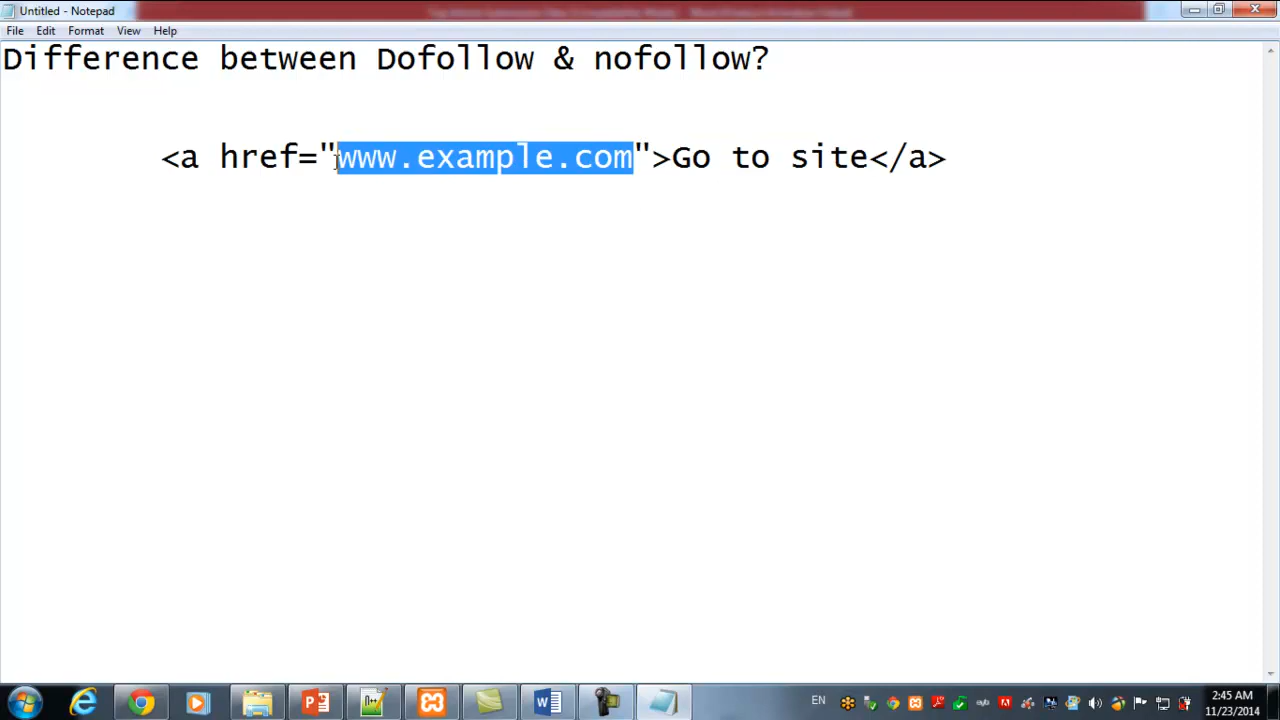 Untitled - Notepad
File Edit Format View Help
Difference between Dofollow & nofollow?
<a href="www.example.com">Go to site</a>
EN
2:45 AM
11/23/2014